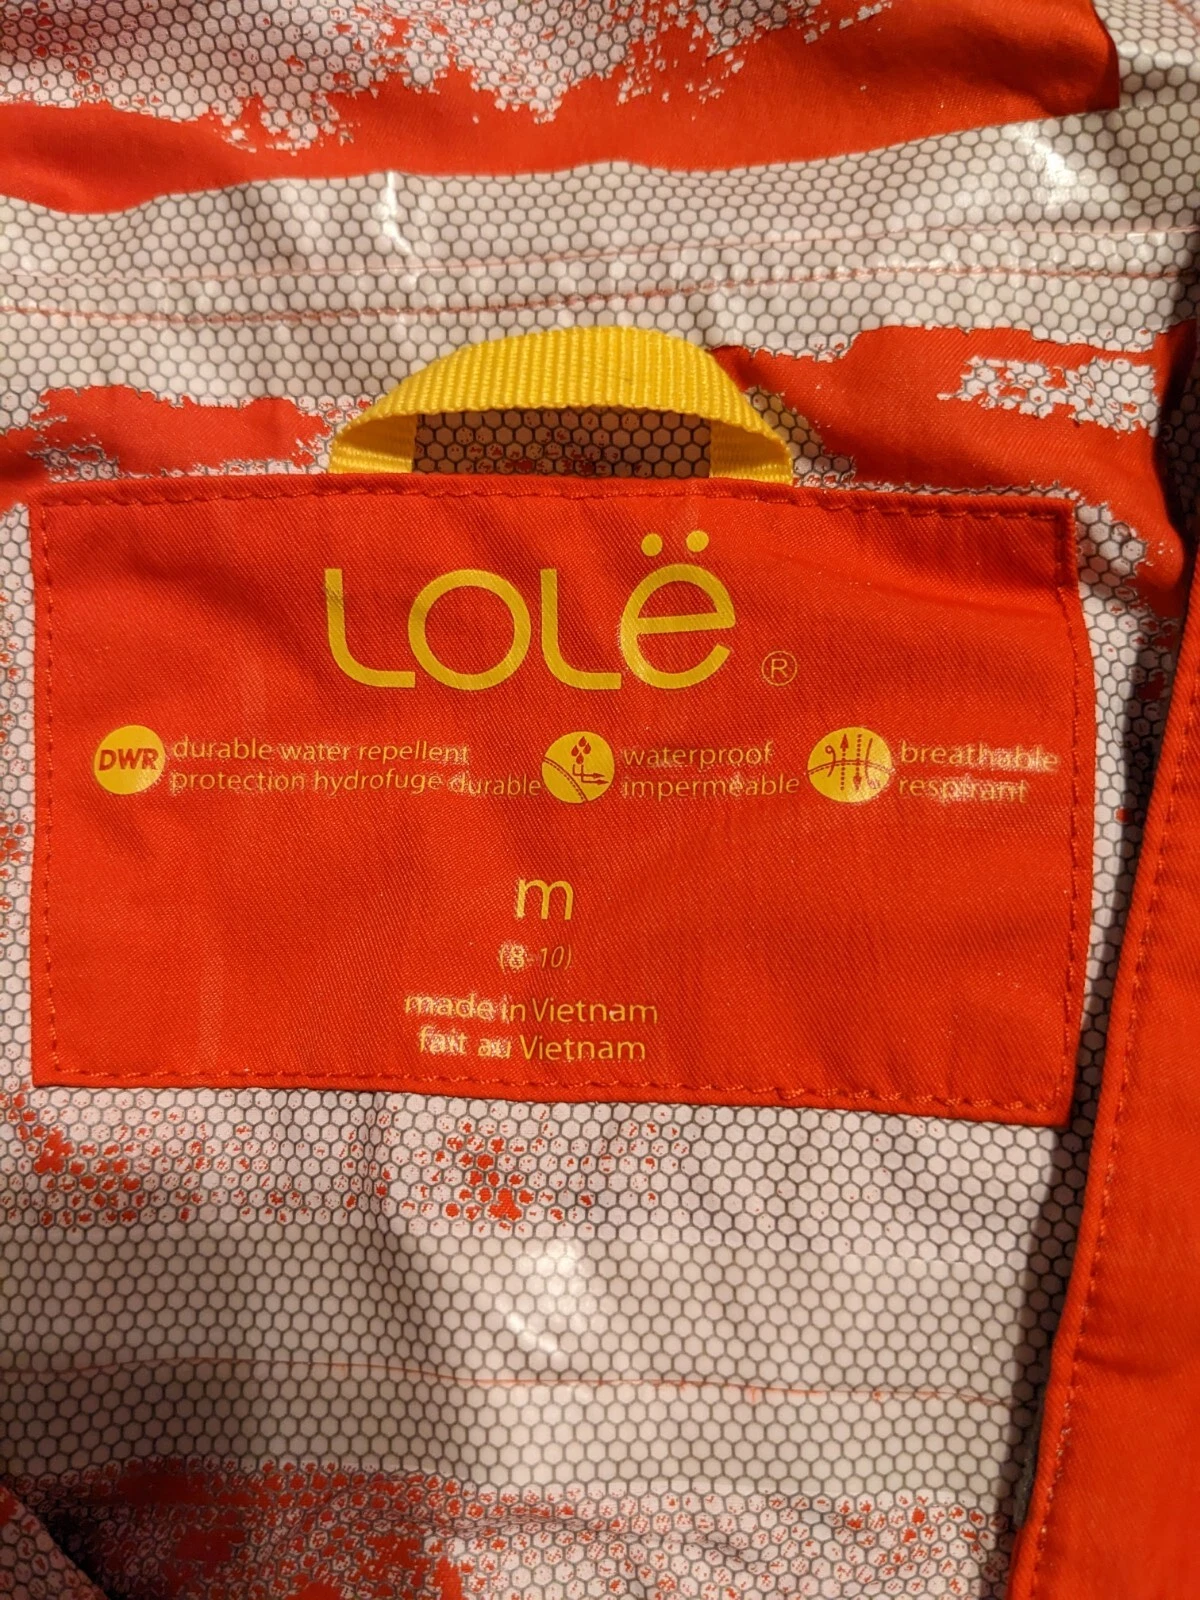 Lolë ®
DWR durable water repellent
protection hydrofuge durable
waterproof
imperméable
breathable
respirant
m
(8-10)
made in Vietnam
fait au Vietnam